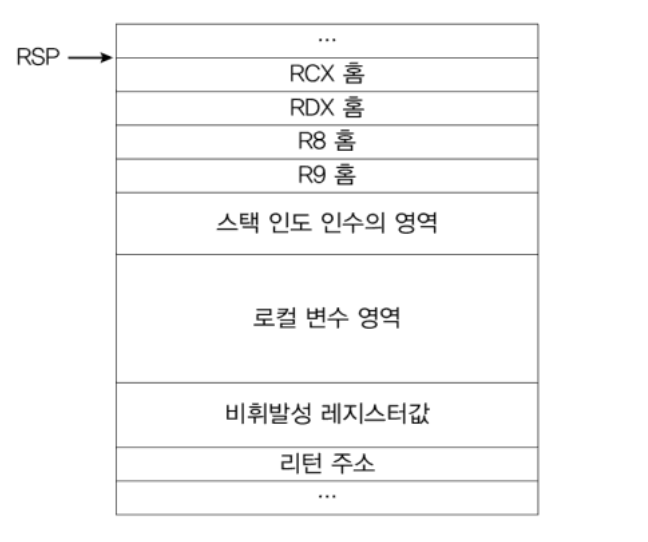 ...
RSP
RCX 홈
RDX 홈
R8 홈
R9 홈
스택 인도 인수의 영역
로컬 변수 영역
비휘발성 레지스터값
리턴 주소
...